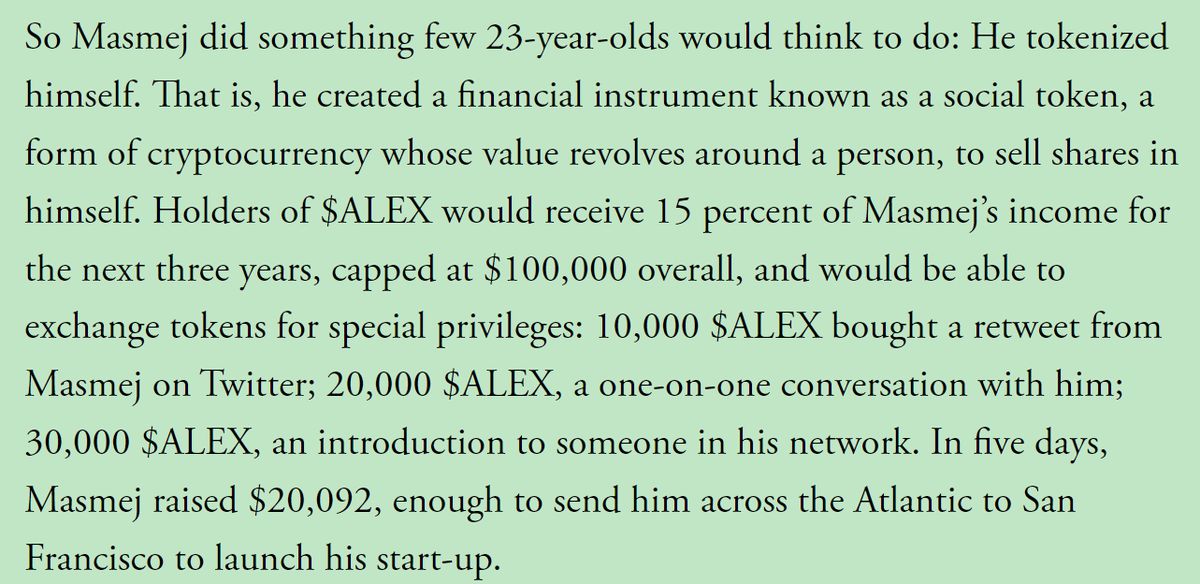 So Masmej did something few 23-year-olds would think to do: He tokenized
himself. That is, he created a financial instrument known as a social token, a
form of cryptocurrency whose value revolves around a person, to sell shares in
himself. Holders of $ALEX would receive 15 percent of Masmej’s income for
the next three years, capped at $100,000 overall, and would be able to
exchange tokens for special privileges: 10,000 $ALEX bought a retweet from
Masmej on Twitter; 20,000 $ALEX, a one-on-one conversation with him;
30,000 $ALEX, an introduction to someone in his network. In five days,
Masmej raised $20,092, enough to send him across the Atlantic to San
Francisco to launch his start-up.